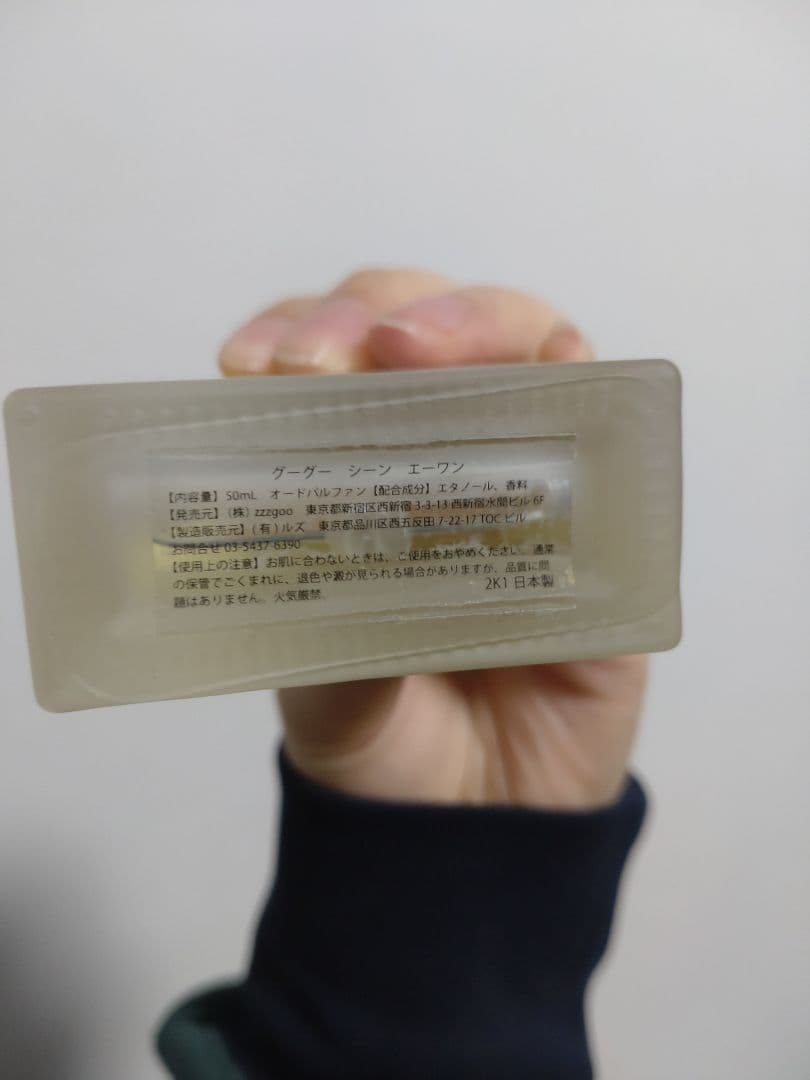 グーグー　シーン　エーワン
【内容量】50mL　オードパルファン【配合成分】エタノール、香料
【発売元】（株）zzzgoo　東京都新宿区西新宿 3-3-13 西新宿水間ビル 6F
【製造販売元】（有）ルズ　東京都品川区西五反田 7-22-17 TOC ビル
お問合せ 03-5437-6390
【使用上の注意】お肌に合わないときは、ご使用をおやめください。通常
の保管でごくまれに、退色や澱が見られる場合がありますが、品質に問
題はありません。火気厳禁。
2K1 日本製